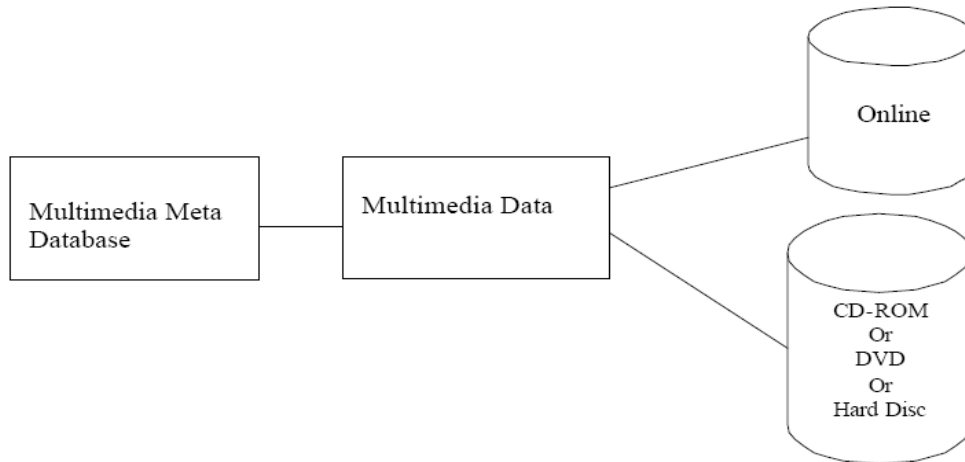 Multimedia Meta
Database
Multimedia Data
Online
CD-ROM
Or
DVD
Or
Hard Disc